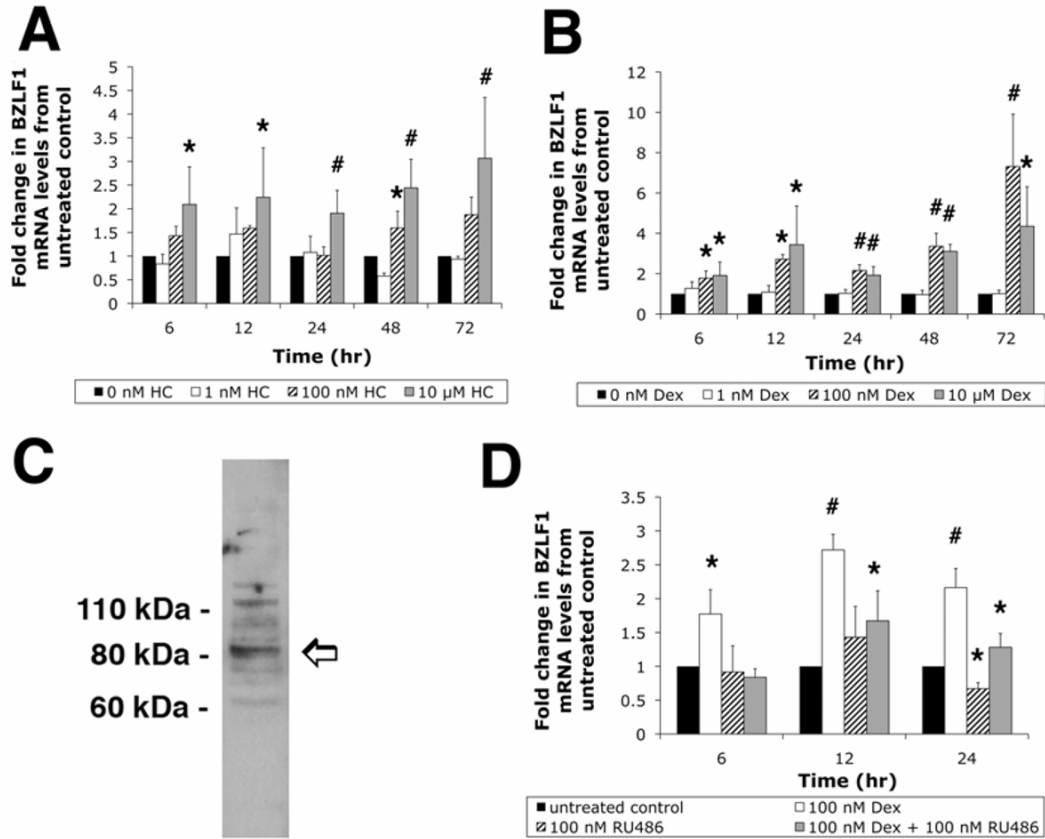 A
Fold change in BZLF1
mRNA levels from
untreated control
5
4.5
4
3.5
3
2.5
2
1.5
1
0.5
0
* * # * # #
6 12 24 48 72
Time (hr)
0 nM HC 1 nM HC 100 nM HC 10 µM HC
B
Fold change in BZLF1
mRNA levels from
untreated control
12
10
8
6
4
2
0
* * * * # # # # # *
6 12 24 48 72
Time (hr)
0 nM Dex 1 nM Dex 100 nM Dex 10 µM Dex
C
110 kDa -
80 kDa -
60 kDa -
D
Fold change in BZLF1
mRNA levels from
untreated control
3.5
3
2.5
2
1.5
1
0.5
0
* # * # * *
6 12 24
Time (hr)
untreated control 100 nM Dex
100 nM RU486 100 nM Dex + 100 nM RU486